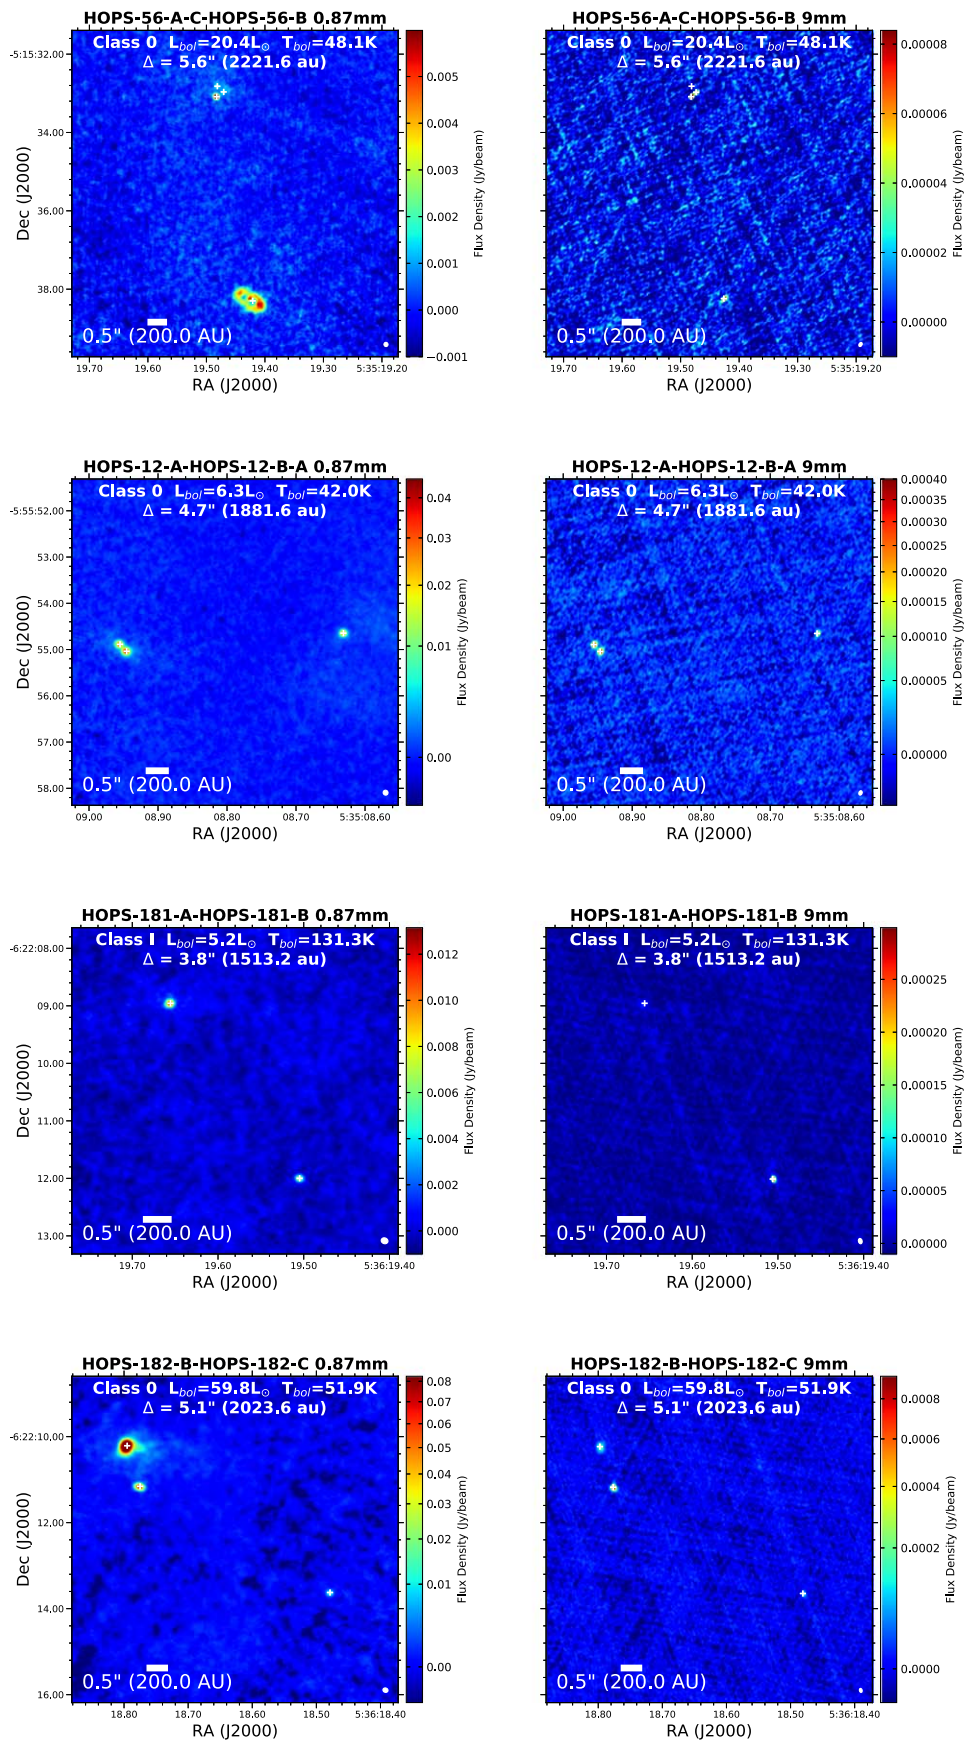 HOPS-56-A-C-HOPS-56-B 0.87mm
Class 0 L_bol=20.4L⊙ T_bol=48.1K
Δ = 5.6" (2221.6 au)
-5:15:32.00
34.00
36.00
38.00
Dec (J2000)
0.5" (200.0 AU)
19.70 19.60 19.50 19.40 19.30 5:35:19.20
RA (J2000)
0.005
0.004
0.003
0.002
0.001
0.000
−0.001
Flux Density (Jy/beam)
HOPS-56-A-C-HOPS-56-B 9mm
Class 0 L_bol=20.4L⊙ T_bol=48.1K
Δ = 5.6" (2221.6 au)
0.5" (200.0 AU)
19.70 19.60 19.50 19.40 19.30 5:35:19.20
RA (J2000)
0.00008
0.00006
0.00004
0.00002
0.00000
Flux Density (Jy/beam)
HOPS-12-A-HOPS-12-B-A 0.87mm
Class 0 L_bol=6.3L⊙ T_bol=42.0K
Δ = 4.7" (1881.6 au)
-5:55:52.00
53.00
54.00
55.00
56.00
57.00
58.00
Dec (J2000)
0.5" (200.0 AU)
09.00 08.90 08.80 08.70 5:35:08.60
RA (J2000)
0.04
0.03
0.02
0.01
0.00
Flux Density (Jy/beam)
HOPS-12-A-HOPS-12-B-A 9mm
Class 0 L_bol=6.3L⊙ T_bol=42.0K
Δ = 4.7" (1881.6 au)
0.5" (200.0 AU)
09.00 08.90 08.80 08.70 5:35:08.60
RA (J2000)
0.00040
0.00035
0.00030
0.00025
0.00020
0.00015
0.00010
0.00005
0.00000
Flux Density (Jy/beam)
HOPS-181-A-HOPS-181-B 0.87mm
Class I L_bol=5.2L⊙ T_bol=131.3K
Δ = 3.8" (1513.2 au)
-6:22:08.00
09.00
10.00
11.00
12.00
13.00
Dec (J2000)
0.5" (200.0 AU)
19.70 19.60 19.50 5:36:19.40
RA (J2000)
0.012
0.010
0.008
0.006
0.004
0.002
0.000
Flux Density (Jy/beam)
HOPS-181-A-HOPS-181-B 9mm
Class I L_bol=5.2L⊙ T_bol=131.3K
Δ = 3.8" (1513.2 au)
0.5" (200.0 AU)
19.70 19.60 19.50 5:36:19.40
RA (J2000)
0.00025
0.00020
0.00015
0.00010
0.00005
0.00000
Flux Density (Jy/beam)
HOPS-182-B-HOPS-182-C 0.87mm
Class 0 L_bol=59.8L⊙ T_bol=51.9K
Δ = 5.1" (2023.6 au)
-6:22:10.00
12.00
14.00
16.00
Dec (J2000)
0.5" (200.0 AU)
18.80 18.70 18.60 18.50 5:36:18.40
RA (J2000)
0.08
0.07
0.06
0.05
0.04
0.03
0.02
0.01
0.00
Flux Density (Jy/beam)
HOPS-182-B-HOPS-182-C 9mm
Class 0 L_bol=59.8L⊙ T_bol=51.9K
Δ = 5.1" (2023.6 au)
0.5" (200.0 AU)
18.80 18.70 18.60 18.50 5:36:18.40
RA (J2000)
0.0008
0.0006
0.0004
0.0002
0.0000
Flux Density (Jy/beam)